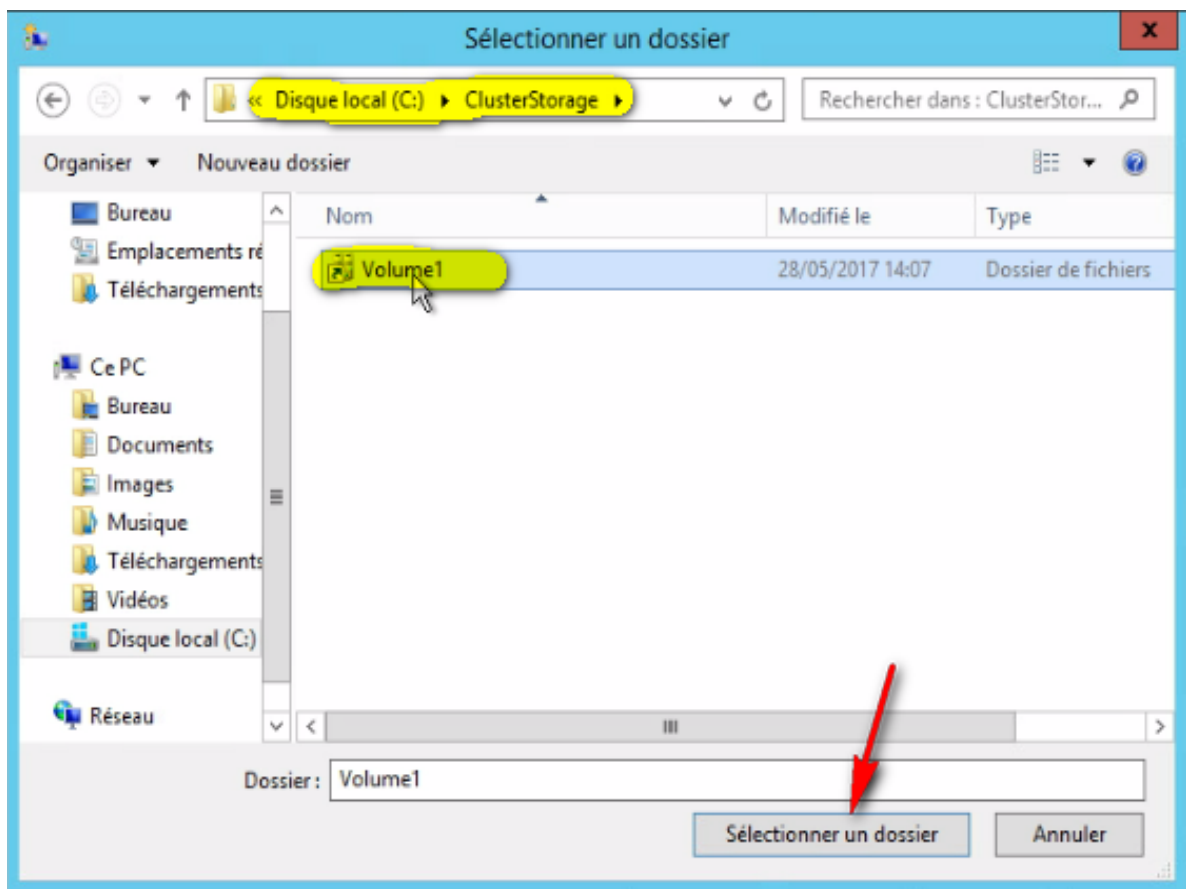 Sélectionner un dossier
x
« Disque local (C:) ClusterStorage
Rechercher dans : ClusterStor...
Organiser Nouveau dossier
Nom Modifié le Type
Volume1 28/05/2017 14:07 Dossier de fichiers
Bureau
Emplacements ré
Téléchargements
Ce PC
Bureau
Documents
Images
Musique
Téléchargements
Vidéos
Disque local (C:)
Réseau
Dossier : Volume1
Sélectionner un dossier Annuler